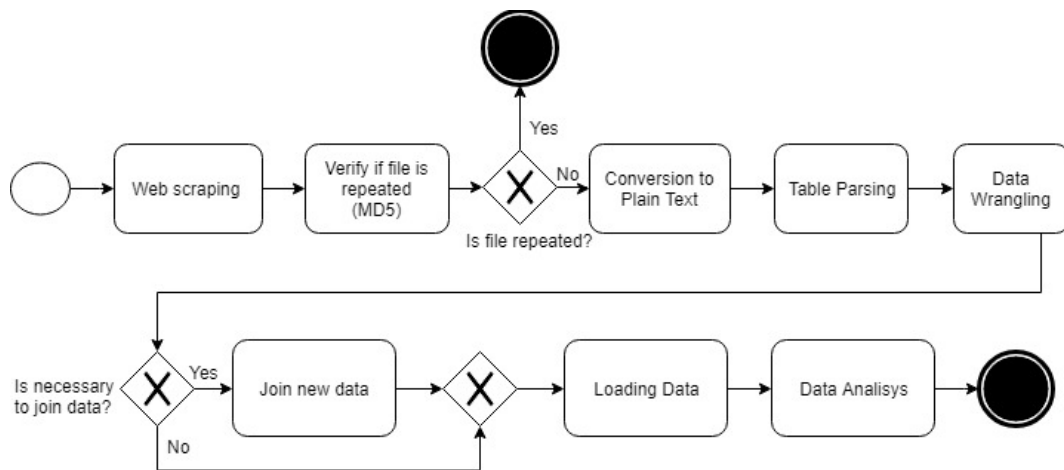 Yes
Web scraping
Verify if file is
repeated
(MD5)
No
Conversion to
Plain Text
Table Parsing
Data
Wrangling
Is file repeated?
Is necessary
to join data?
Yes
Join new data
Loading Data
Data Analisys
No